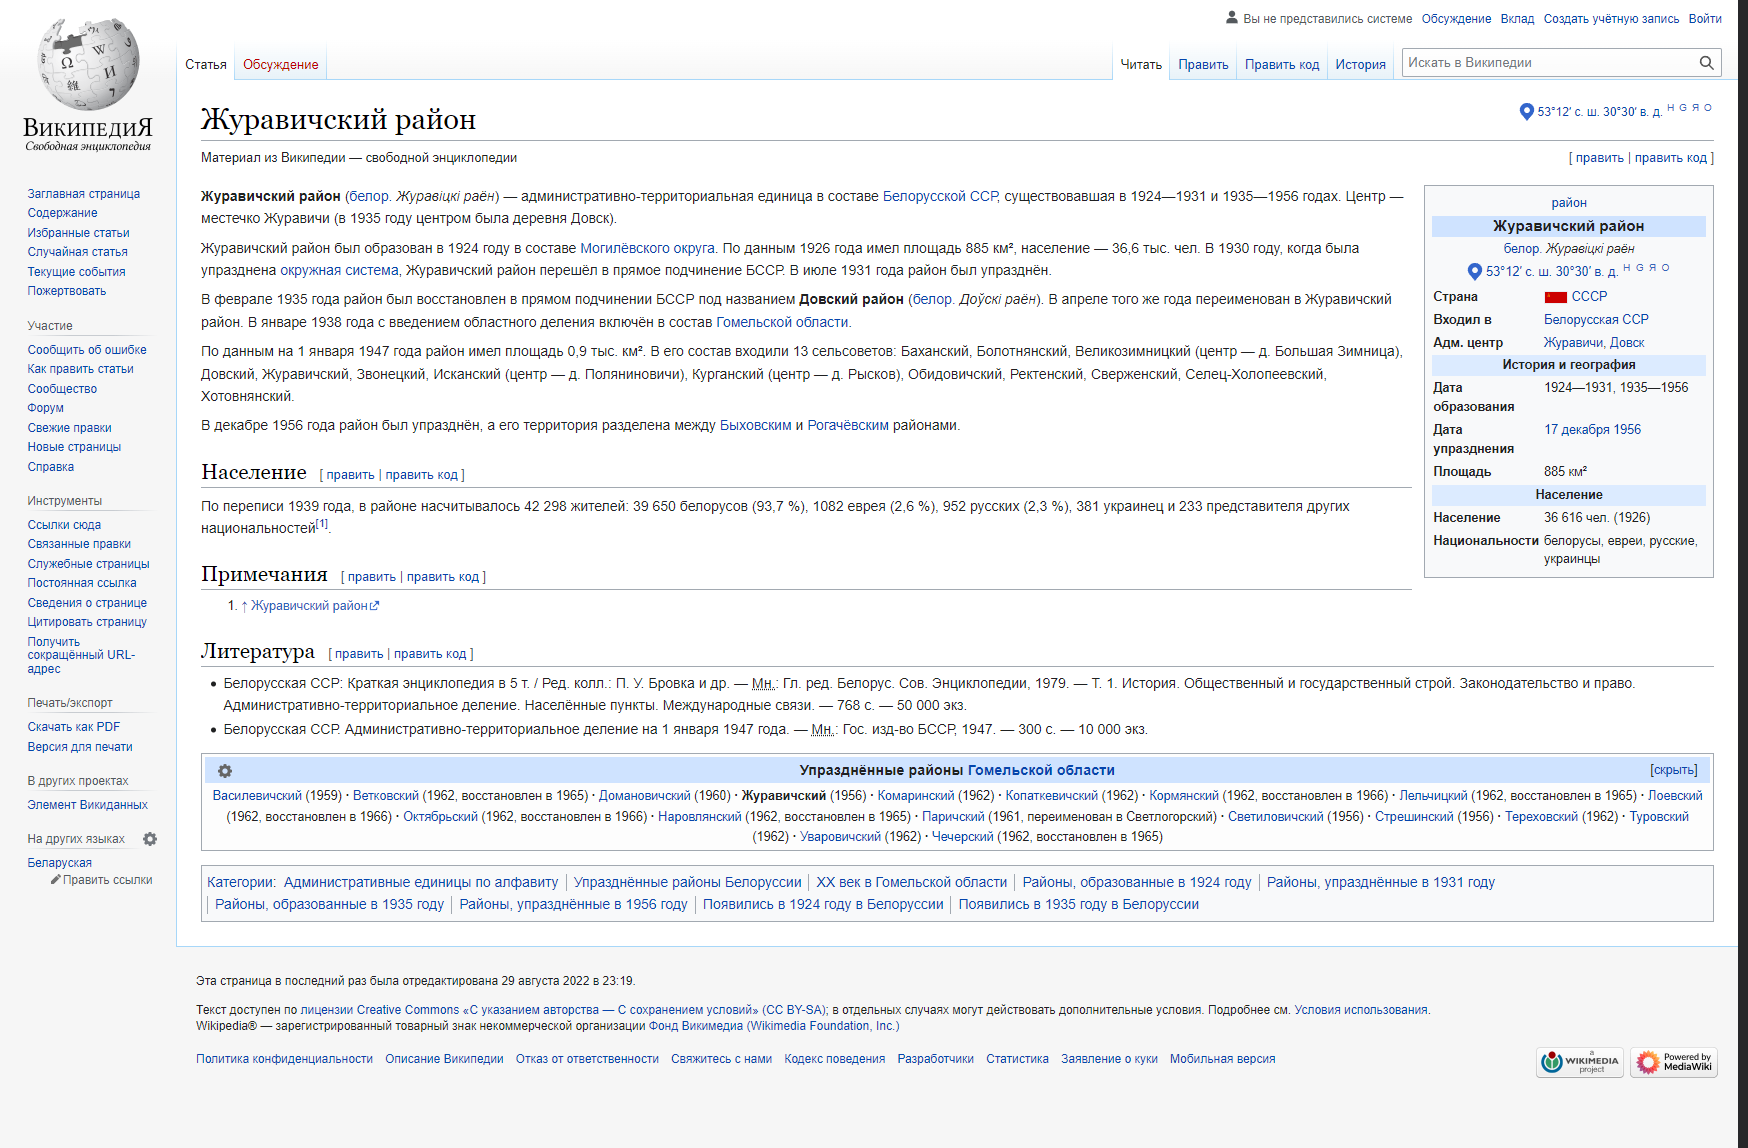 Вы не представились системе Обсуждение Вклад Создать учётную запись Войти
Статья Обсуждение Читать Править Править код История Искать в Википедии
ВИКИПЕДИЯ
Свободная энциклопедия
Журавичский район
53°12′ с. ш. 30°30′ в. д. H G Я O
Материал из Википедии — свободной энциклопедии
[ править | править код ]
Журавичский район (белор. Журавіцкі раён) — административно-территориальная единица в составе Белорусской ССР, существовавшая в 1924—1931 и 1935—1956 годах. Центр —
местечко Журавичи (в 1935 году центром была деревня Довск).
Журавичский район был образован в 1924 году в составе Могилёвского округа. По данным 1926 года имел площадь 885 км², население — 36,6 тыс. чел. В 1930 году, когда была
упразднена окружная система, Журавичский район перешёл в прямое подчинение БССР. В июле 1931 года район был упразднён.
В феврале 1935 года район был восстановлен в прямом подчинении БССР под названием Довский район (белор. Доўскі раён). В апреле того же года переименован в Журавичский
район. В январе 1938 года с введением областного деления включён в состав Гомельской области.
По данным на 1 января 1947 года район имел площадь 0,9 тыс. км². В его состав входили 13 сельсоветов: Баханский, Болотнянский, Великозимницкий (центр — д. Большая Зимница),
Довский, Журавичский, Звонецкий, Исканский (центр — д. Поляниновичи), Курганский (центр — д. Рысков), Обидовичский, Ректенский, Сверженский, Селец-Холопеевский,
Хотовнянский.
В декабре 1956 года район был упразднён, а его территория разделена между Быховским и Рогачёвским районами.
район
Журавичский район
белор. Журавіцкі раён
53°12′ с. ш. 30°30′ в. д. H G Я O
Страна СССР
Входил в Белорусская ССР
Адм. центр Журавичи, Довск
История и география
Дата 1924—1931, 1935—1956
образования
Дата 17 декабря 1956
упразднения
Площадь 885 км²
Население
Население 36 616 чел. (1926)
Национальности белорусы, евреи, русские,
украинцы
Население [ править | править код ]
По переписи 1939 года, в районе насчитывалось 42 298 жителей: 39 650 белорусов (93,7 %), 1082 еврея (2,6 %), 952 русских (2,3 %), 381 украинец и 233 представителя других
национальностей[1].
Примечания [ править | править код ]
1. ↑ Журавичский район
Литература [ править | править код ]
• Белорусская ССР: Краткая энциклопедия в 5 т. / Ред. колл.: П. У. Бровка и др. — Мн.: Гл. ред. Белорус. Сов. Энциклопедии, 1979. — Т. 1. История. Общественный и государственный строй. Законодательство и право.
Административно-территориальное деление. Населённые пункты. Международные связи. — 768 с. — 50 000 экз.
• Белорусская ССР. Административно-территориальное деление на 1 января 1947 года. — Мн.: Гос. изд-во БССР, 1947. — 300 с. — 10 000 экз.
Упразднённые районы Гомельской области [скрыть]
Василевичский (1959) · Ветковский (1962, восстановлен в 1965) · Домановичский (1960) · Журавичский (1956) · Комаринский (1962) · Копаткевичский (1962) · Кормянский (1962, восстановлен в 1966) · Лельчицкий (1962, восстановлен в 1965) · Лоевский
(1962, восстановлен в 1966) · Октябрьский (1962, восстановлен в 1966) · Наровлянский (1962, восстановлен в 1965) · Паричский (1961, переименован в Светлогорский) · Светиловичский (1956) · Стрешинский (1956) · Тереховский (1962) · Туровский
(1962) · Уваровичский (1962) · Чечерский (1962, восстановлен в 1965)
Категории: Административные единицы по алфавиту | Упразднённые районы Белоруссии | XX век в Гомельской области | Районы, образованные в 1924 году | Районы, упразднённые в 1931 году
| Районы, образованные в 1935 году | Районы, упразднённые в 1956 году | Появились в 1924 году в Белоруссии | Появились в 1935 году в Белоруссии
Заглавная страница
Содержание
Избранные статьи
Случайная статья
Текущие события
Пожертвовать
Участие
Сообщить об ошибке
Как править статьи
Сообщество
Форум
Свежие правки
Новые страницы
Справка
Инструменты
Ссылки сюда
Связанные правки
Служебные страницы
Постоянная ссылка
Сведения о странице
Цитировать страницу
Получить
сокращённый URL-
адрес
Печать/экспорт
Скачать как PDF
Версия для печати
В других проектах
Элемент Викиданных
На других языках
Беларуская
Править ссылки
Эта страница в последний раз была отредактирована 29 августа 2022 в 23:19.
Текст доступен по лицензии Creative Commons «С указанием авторства — С сохранением условий» (CC BY-SA); в отдельных случаях могут действовать дополнительные условия. Подробнее см. Условия использования.
Wikipedia® — зарегистрированный товарный знак некоммерческой организации Фонд Викимедиа (Wikimedia Foundation, Inc.)
Политика конфиденциальности Описание Википедии Отказ от ответственности Свяжитесь с нами Кодекс поведения Разработчики Статистика Заявление о куки Мобильная версия
a WIKIMEDIA project
Powered by MediaWiki